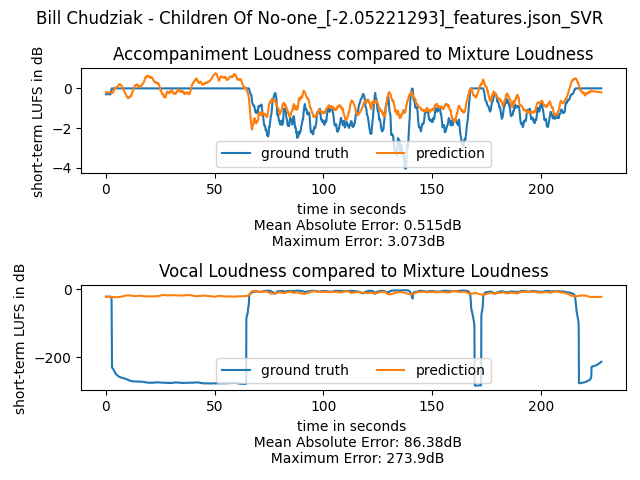 Bill Chudziak - Children Of No-one_[-2.05221293]_features.json_SVR
Accompaniment Loudness compared to Mixture Loudness
short-term LUFS in dB
0
−2
−4
ground truth
prediction
0
50
100
150
200
time in seconds
Mean Absolute Error: 0.515dB
Maximum Error: 3.073dB
Vocal Loudness compared to Mixture Loudness
short-term LUFS in dB
0
−200
ground truth
prediction
0
50
100
150
200
time in seconds
Mean Absolute Error: 86.38dB
Maximum Error: 273.9dB